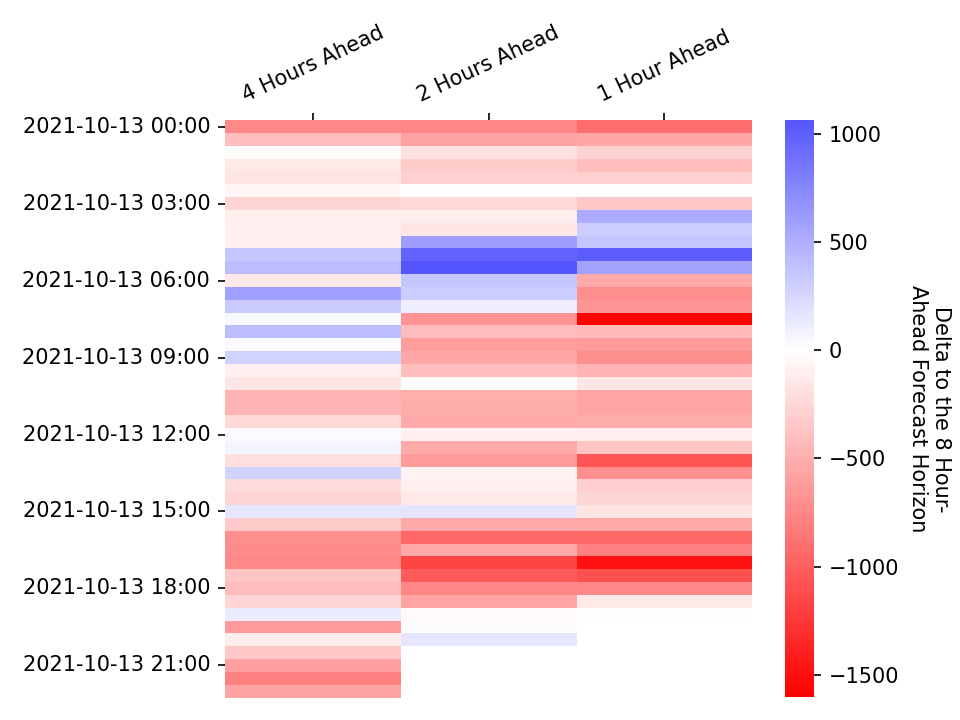 4 Hours Ahead
2 Hours Ahead
1 Hour Ahead
2021-10-13 00:00
2021-10-13 03:00
2021-10-13 06:00
2021-10-13 09:00
2021-10-13 12:00
2021-10-13 15:00
2021-10-13 18:00
2021-10-13 21:00
1000
500
0
−500
−1000
−1500
Delta to the 8 Hour-
Ahead Forecast Horizon